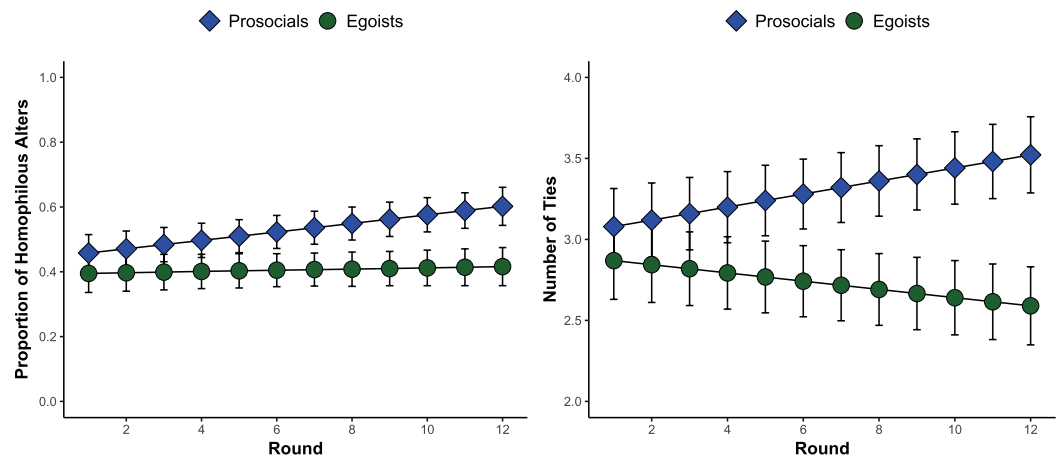 Prosocials Egoists
Proportion of Homophilous Alters
1.0
0.8
0.6
0.4
0.2
0.0
2 4 6 8 10 12
Round
Prosocials Egoists
Number of Ties
4.0
3.5
3.0
2.5
2.0
2 4 6 8 10 12
Round